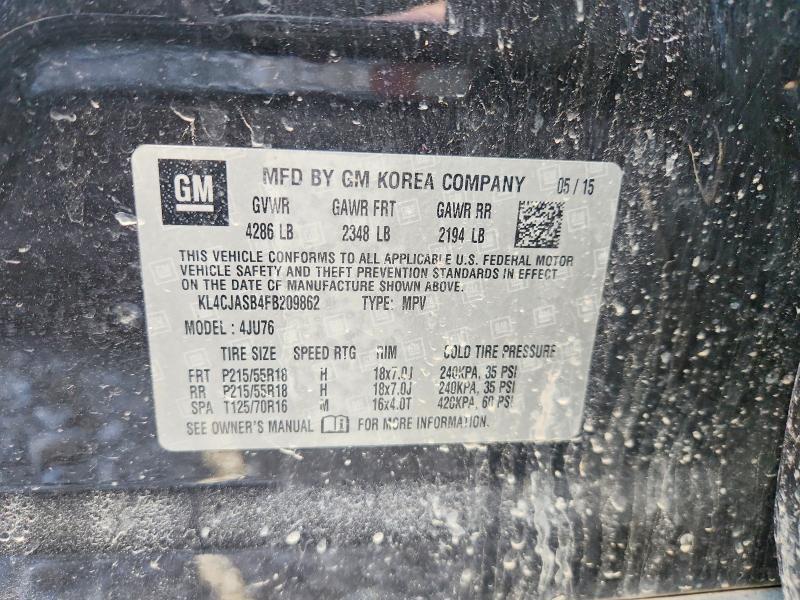 GM MFD BY GM KOREA COMPANY 05 / 15
GVWR GAWR FRT GAWR RR
4286 LB 2348 LB 2194 LB
THIS VEHICLE CONFORMS TO ALL APPLICABLE U.S. FEDERAL MOTOR
VEHICLE SAFETY AND THEFT PREVENTION STANDARDS IN EFFECT
ON THE DATE OF MANUFACTURE SHOWN ABOVE.
KL4CJASB4FB209862 TYPE: MPV
MODEL : 4JU76
TIRE SIZE SPEED RTG RIM COLD TIRE PRESSURE
FRT P215/55R18 H 18x7.0J 240KPA, 35 PSI
RR P215/55R18 H 18x7.0J 240KPA, 35 PSI
SPA T125/70R16 M 16x4.0T 420KPA, 60 PSI
SEE OWNER'S MANUAL FOR MORE INFORMATION.